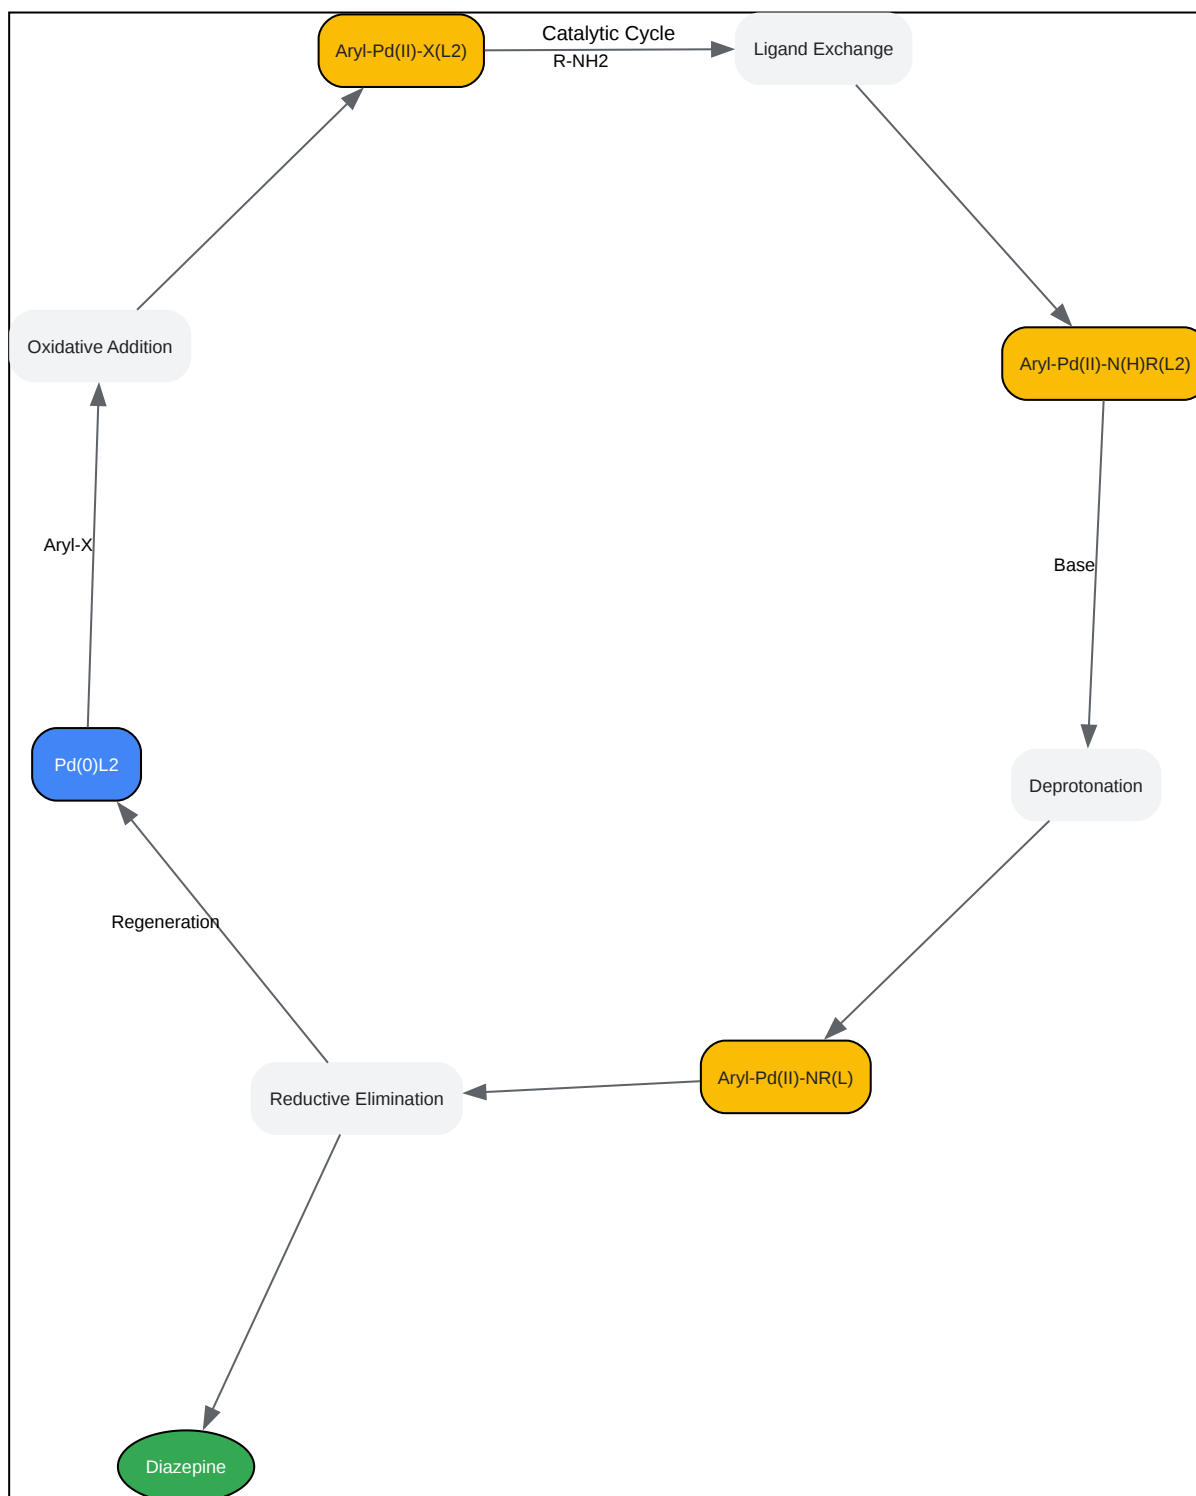 Catalytic Cycle
Aryl-Pd(II)-X(L2)
R-NH2
Ligand Exchange
Oxidative Addition
Aryl-Pd(II)-N(H)R(L2)
Aryl-X
Base
Pd(0)L2
Deprotonation
Regeneration
Aryl-Pd(II)-NR(L)
Reductive Elimination
Diazepine